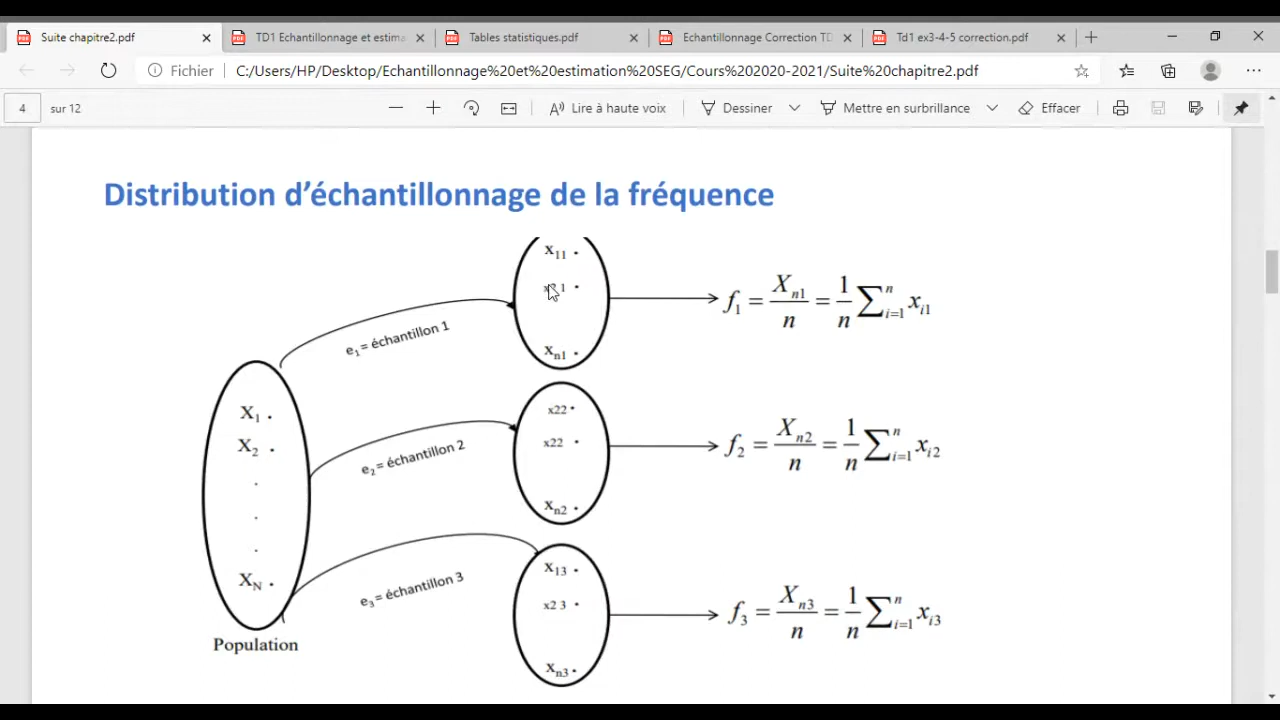 Suite chapitre2.pdf
TD1 Echantillonnage et estima
Tables statistiques.pdf
Echantillonnage Correction TD
Td1 ex3-4-5 correction.pdf
Fichier C:/Users/HP/Desktop/Echantillonnage%20et%20estimation%20SEG/Cours%202020-2021/Suite%20chapitre2.pdf
4 sur 12 Lire à haute voix Dessiner Mettre en surbrillance Effacer
Distribution d’échantillonnage de la fréquence
x11 .
xn1 .
e1= échantillon 1
f1 = Xn1/n = 1/n ∑i=1^n xi1
X1 .
X2 .
.
.
.
XN .
Population
e2= échantillon 2
x22 .
x22 .
xn2 .
f2 = Xn2/n = 1/n ∑i=1^n xi2
e3= échantillon 3
x13 .
x2 3 .
xn3 .
f3 = Xn3/n = 1/n ∑i=1^n xi3